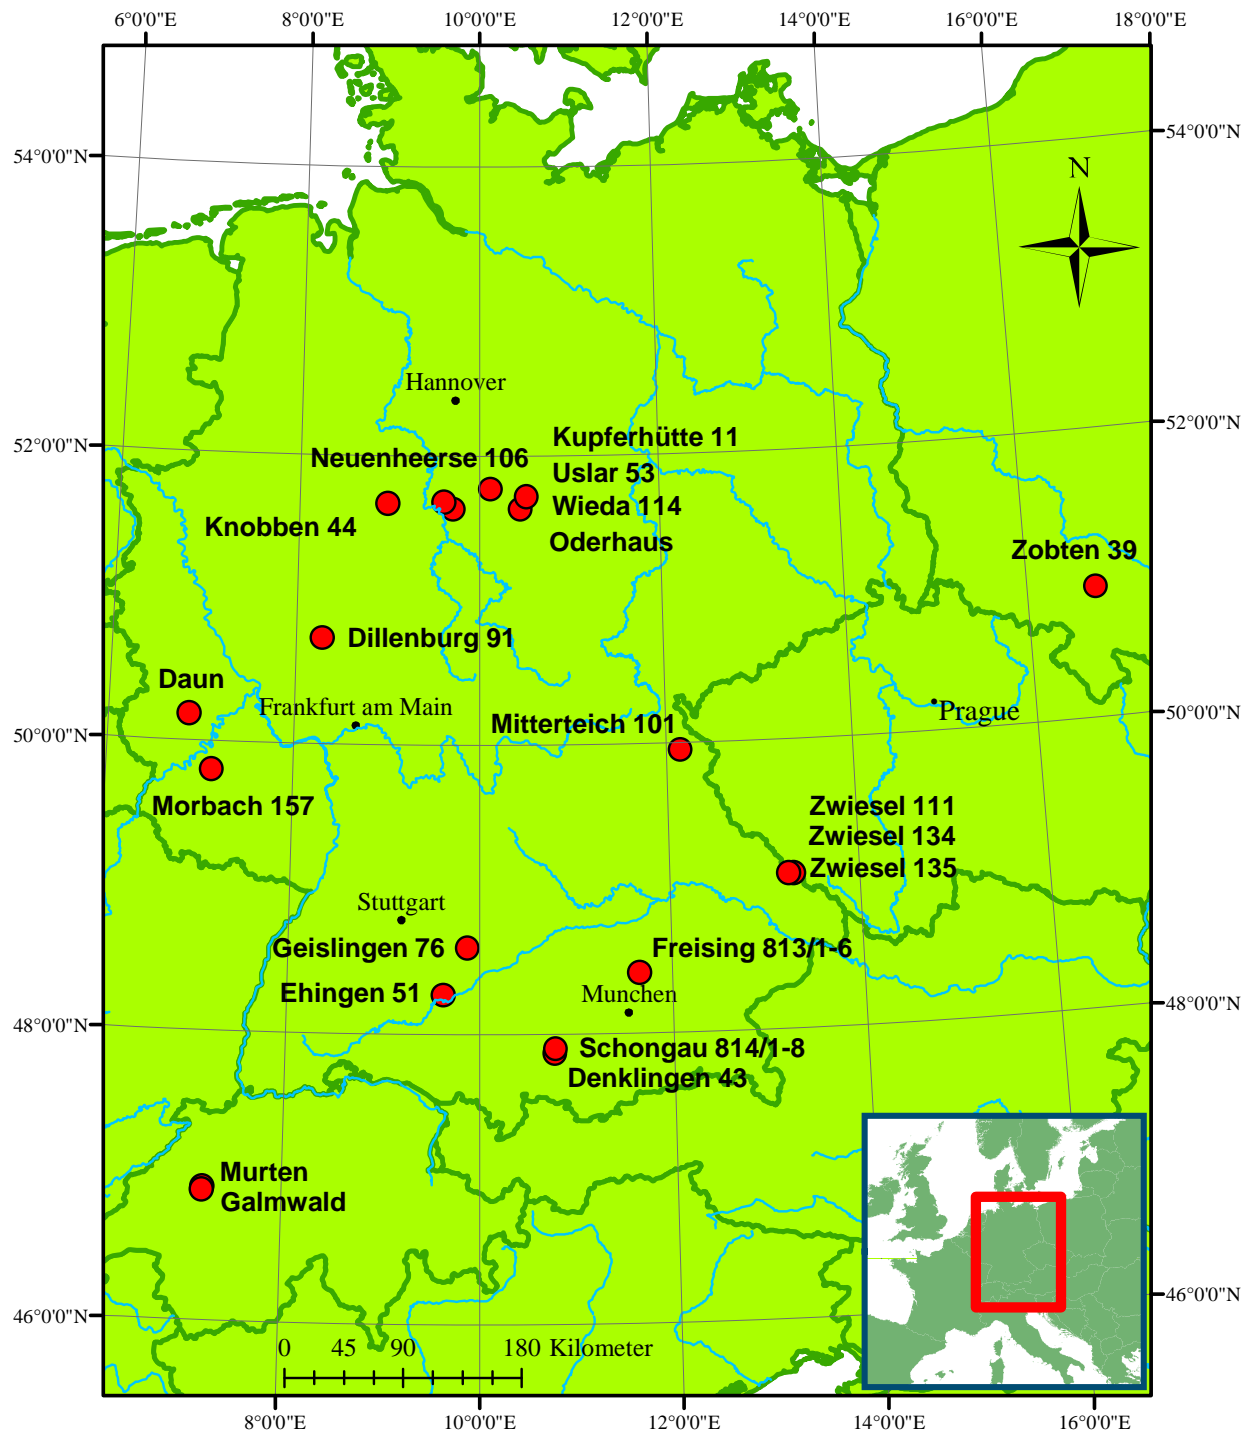 6°0'0"E
8°0'0"E
10°0'0"E
12°0'0"E
14°0'0"E
16°0'0"E
18°0'0"E
54°0'0"N
54°0'0"N
N
Hannover
52°0'0"N
52°0'0"N
Kupferhütte 11
Neuenheerse 106
Uslar 53
Wieda 114
Knobben 44
Oderhaus
Zobten 39
Dillenburg 91
Daun
Frankfurt am Main
Prague
Mitterteich 101
50°0'0"N
50°0'0"N
Morbach 157
Zwiesel 111
Zwiesel 134
Zwiesel 135
Stuttgart
Geislingen 76
Freising 813/1-6
Ehingen 51
Munchen
48°0'0"N
48°0'0"N
Schongau 814/1-8
Denklingen 43
Murten
Galmwald
46°0'0"N
46°0'0"N
0 45 90 180 Kilometer
8°0'0"E
10°0'0"E
12°0'0"E
14°0'0"E
16°0'0"E